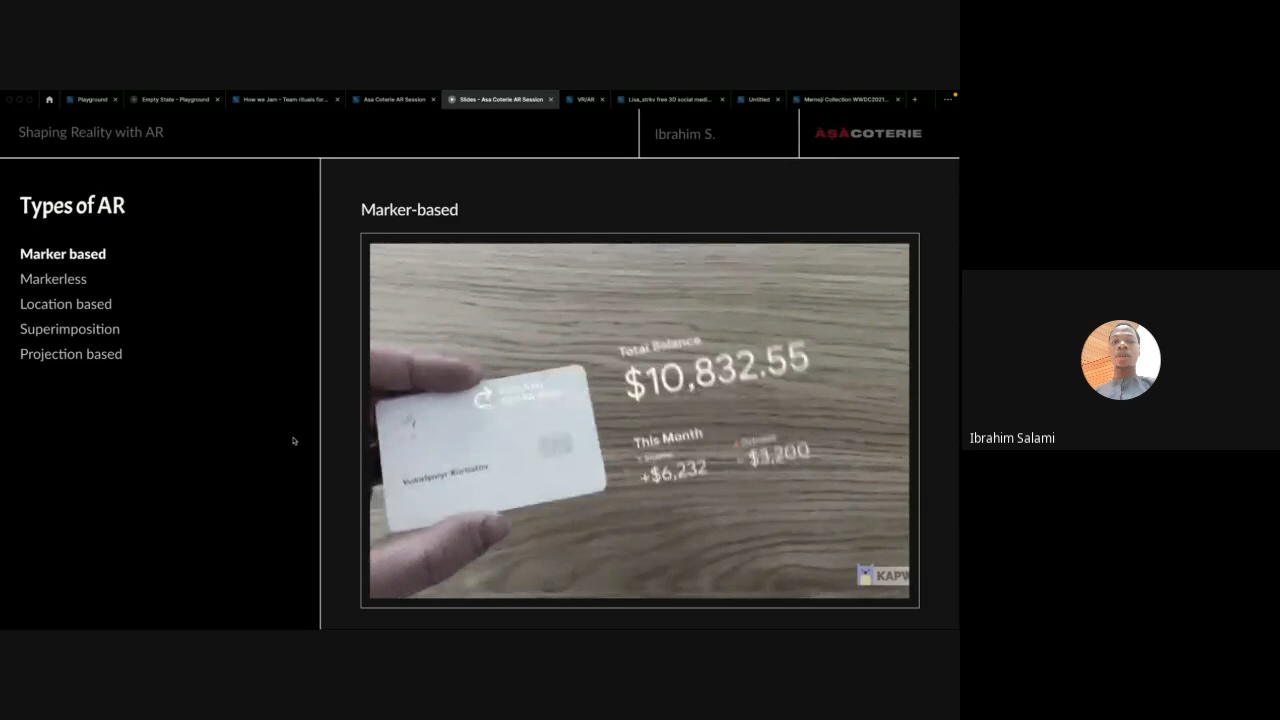 Playground
Empty State - Playground
How we Jam - Team rituals for...
Asa Coterie AR Session
Slides - Asa Coterie AR Session
VR/AR
Lisa_strkv free 3D social medi...
Untitled
Memoji Collection WWDC2021...
Shaping Reality with AR
Ibrahim S.
ÀṢÀCOTERIE
Types of AR
Marker based
Markerless
Location based
Superimposition
Projection based
Marker-based
Total Balance
$10,832.55
This Month
+$6,232
$3,200
KAPW
Ibrahim Salami